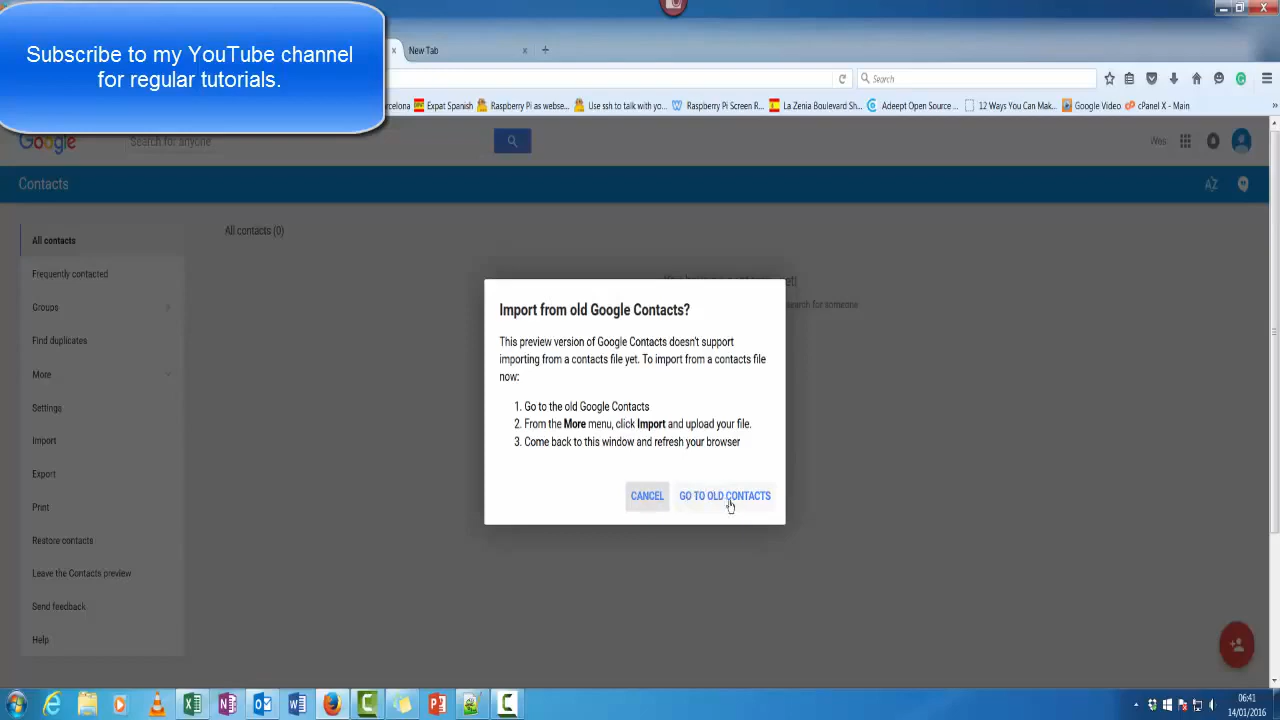 Subscribe to my YouTube channel
for regular tutorials.
New Tab
Search
celona
Expat Spanish
Raspberry Pi as webse...
Use ssh to talk with yo...
Raspberry Pi Screen R...
La Zenia Boulevard Sh...
Adeept Open Source ...
12 Ways You Can Mak...
Google Video
cPanel X - Main
Google
Search for anyone
Wes
Contacts
All contacts
Frequently contacted
Groups
Find duplicates
More
Settings
Import
Export
Print
Restore contacts
Leave the Contacts preview
Send feedback
Help
All contacts (0)
yet!
search for someone
Import from old Google Contacts?
This preview version of Google Contacts doesn't support
importing from a contacts file yet. To import from a contacts file
now:
1. Go to the old Google Contacts
2. From the More menu, click Import and upload your file.
3. Come back to this window and refresh your browser
CANCEL
GO TO OLD CONTACTS
06:41
14/01/2016